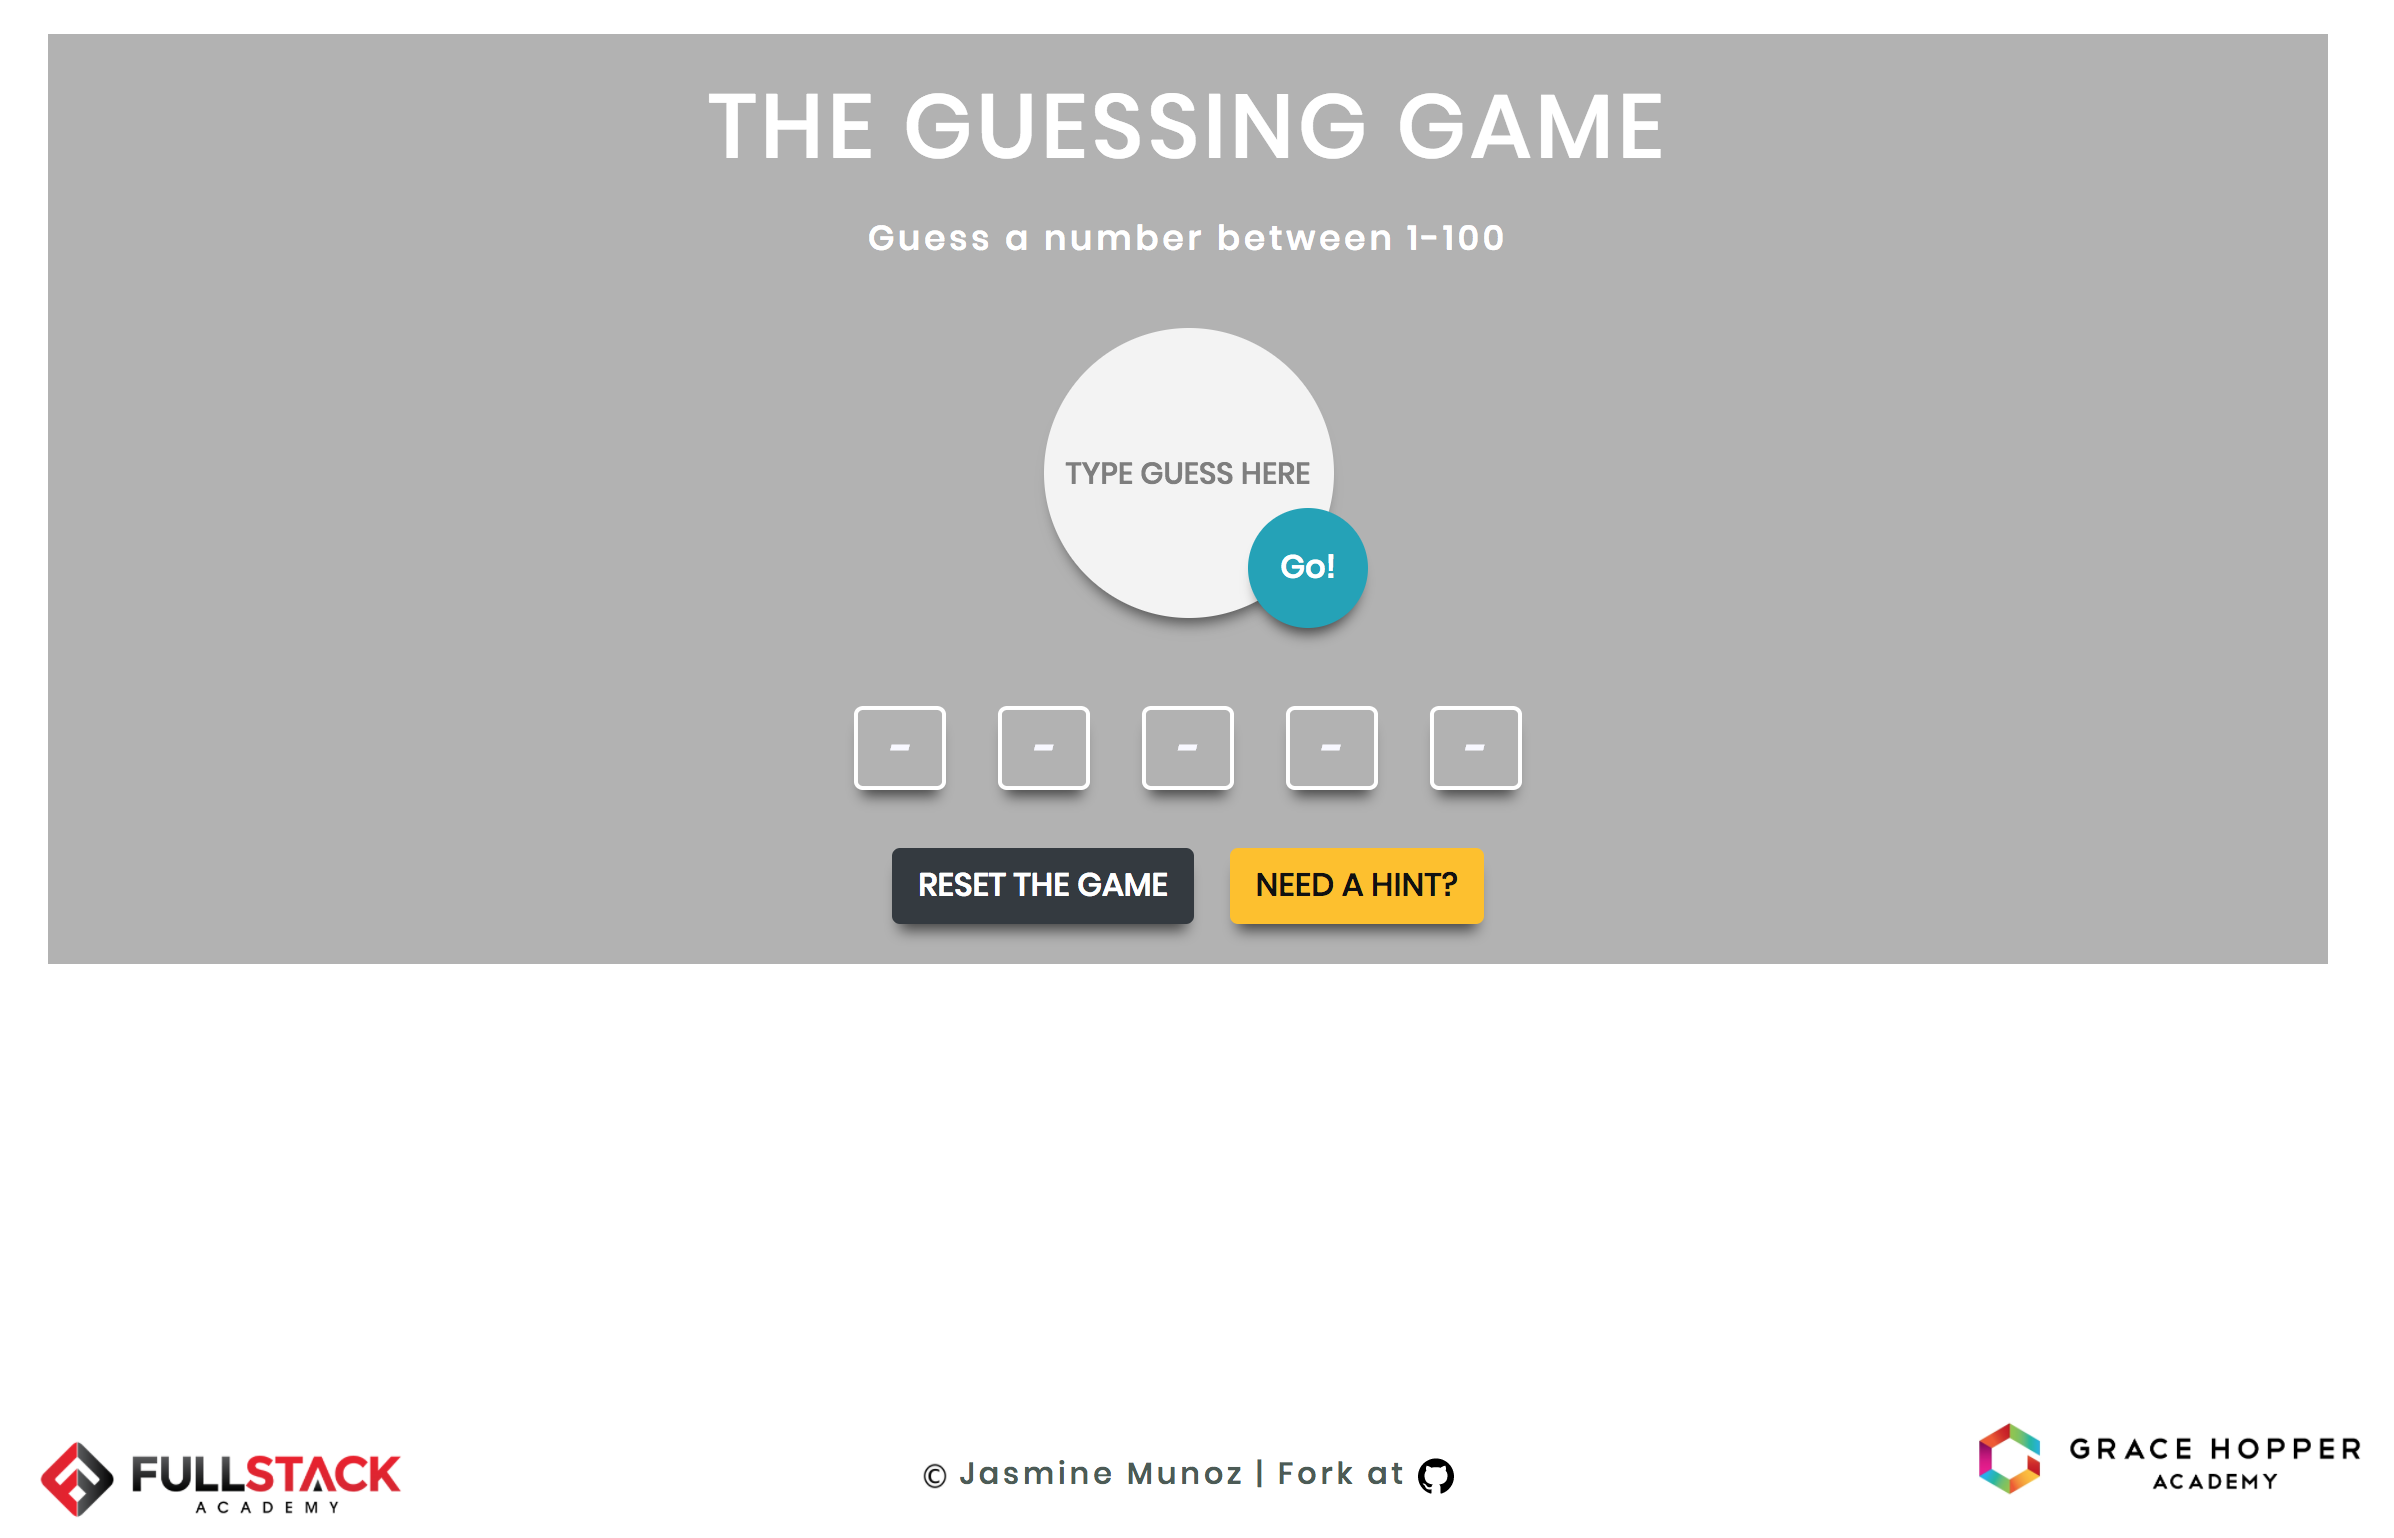 THE GUESSING GAME
Guess a number between 1-100
TYPE GUESS HERE
Go!
- - - - -
RESET THE GAME NEED A HINT?
FULLSTACK
ACADEMY
© Jasmine Munoz | Fork at
GRACE HOPPER
ACADEMY